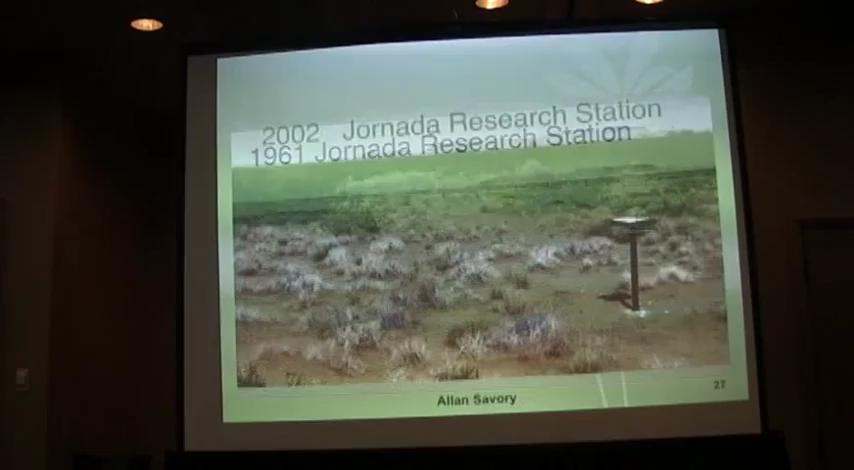 2002 Jornada Research Station
1961 Jornada Research Station
Allan Savory
27